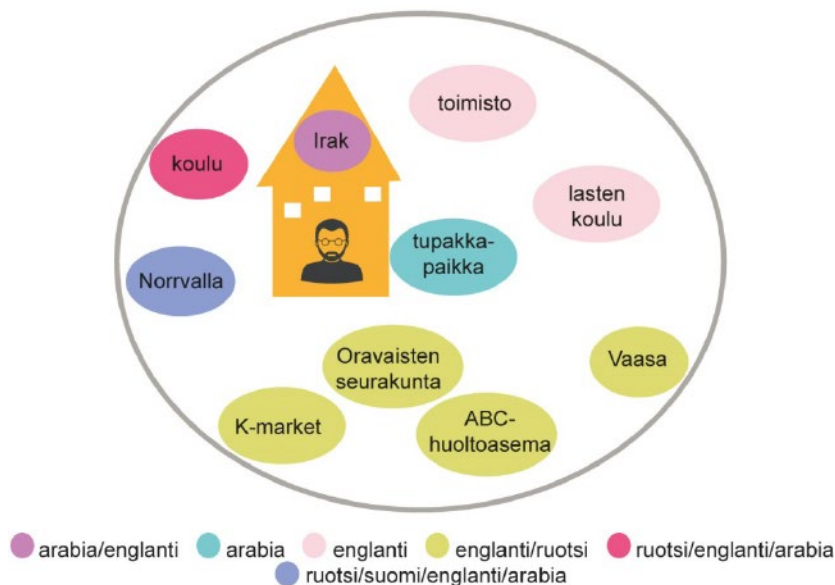 toimisto
Irak
koulu
lasten
koulu
tupakka-
paikka
Norrvalla
Oravaisten
seurakunta
Vaasa
K-market
ABC-
huoltoasema
arabia/englanti
arabia
englanti
englanti/ruotsi
ruotsi/englanti/arabia
ruotsi/suomi/englanti/arabia